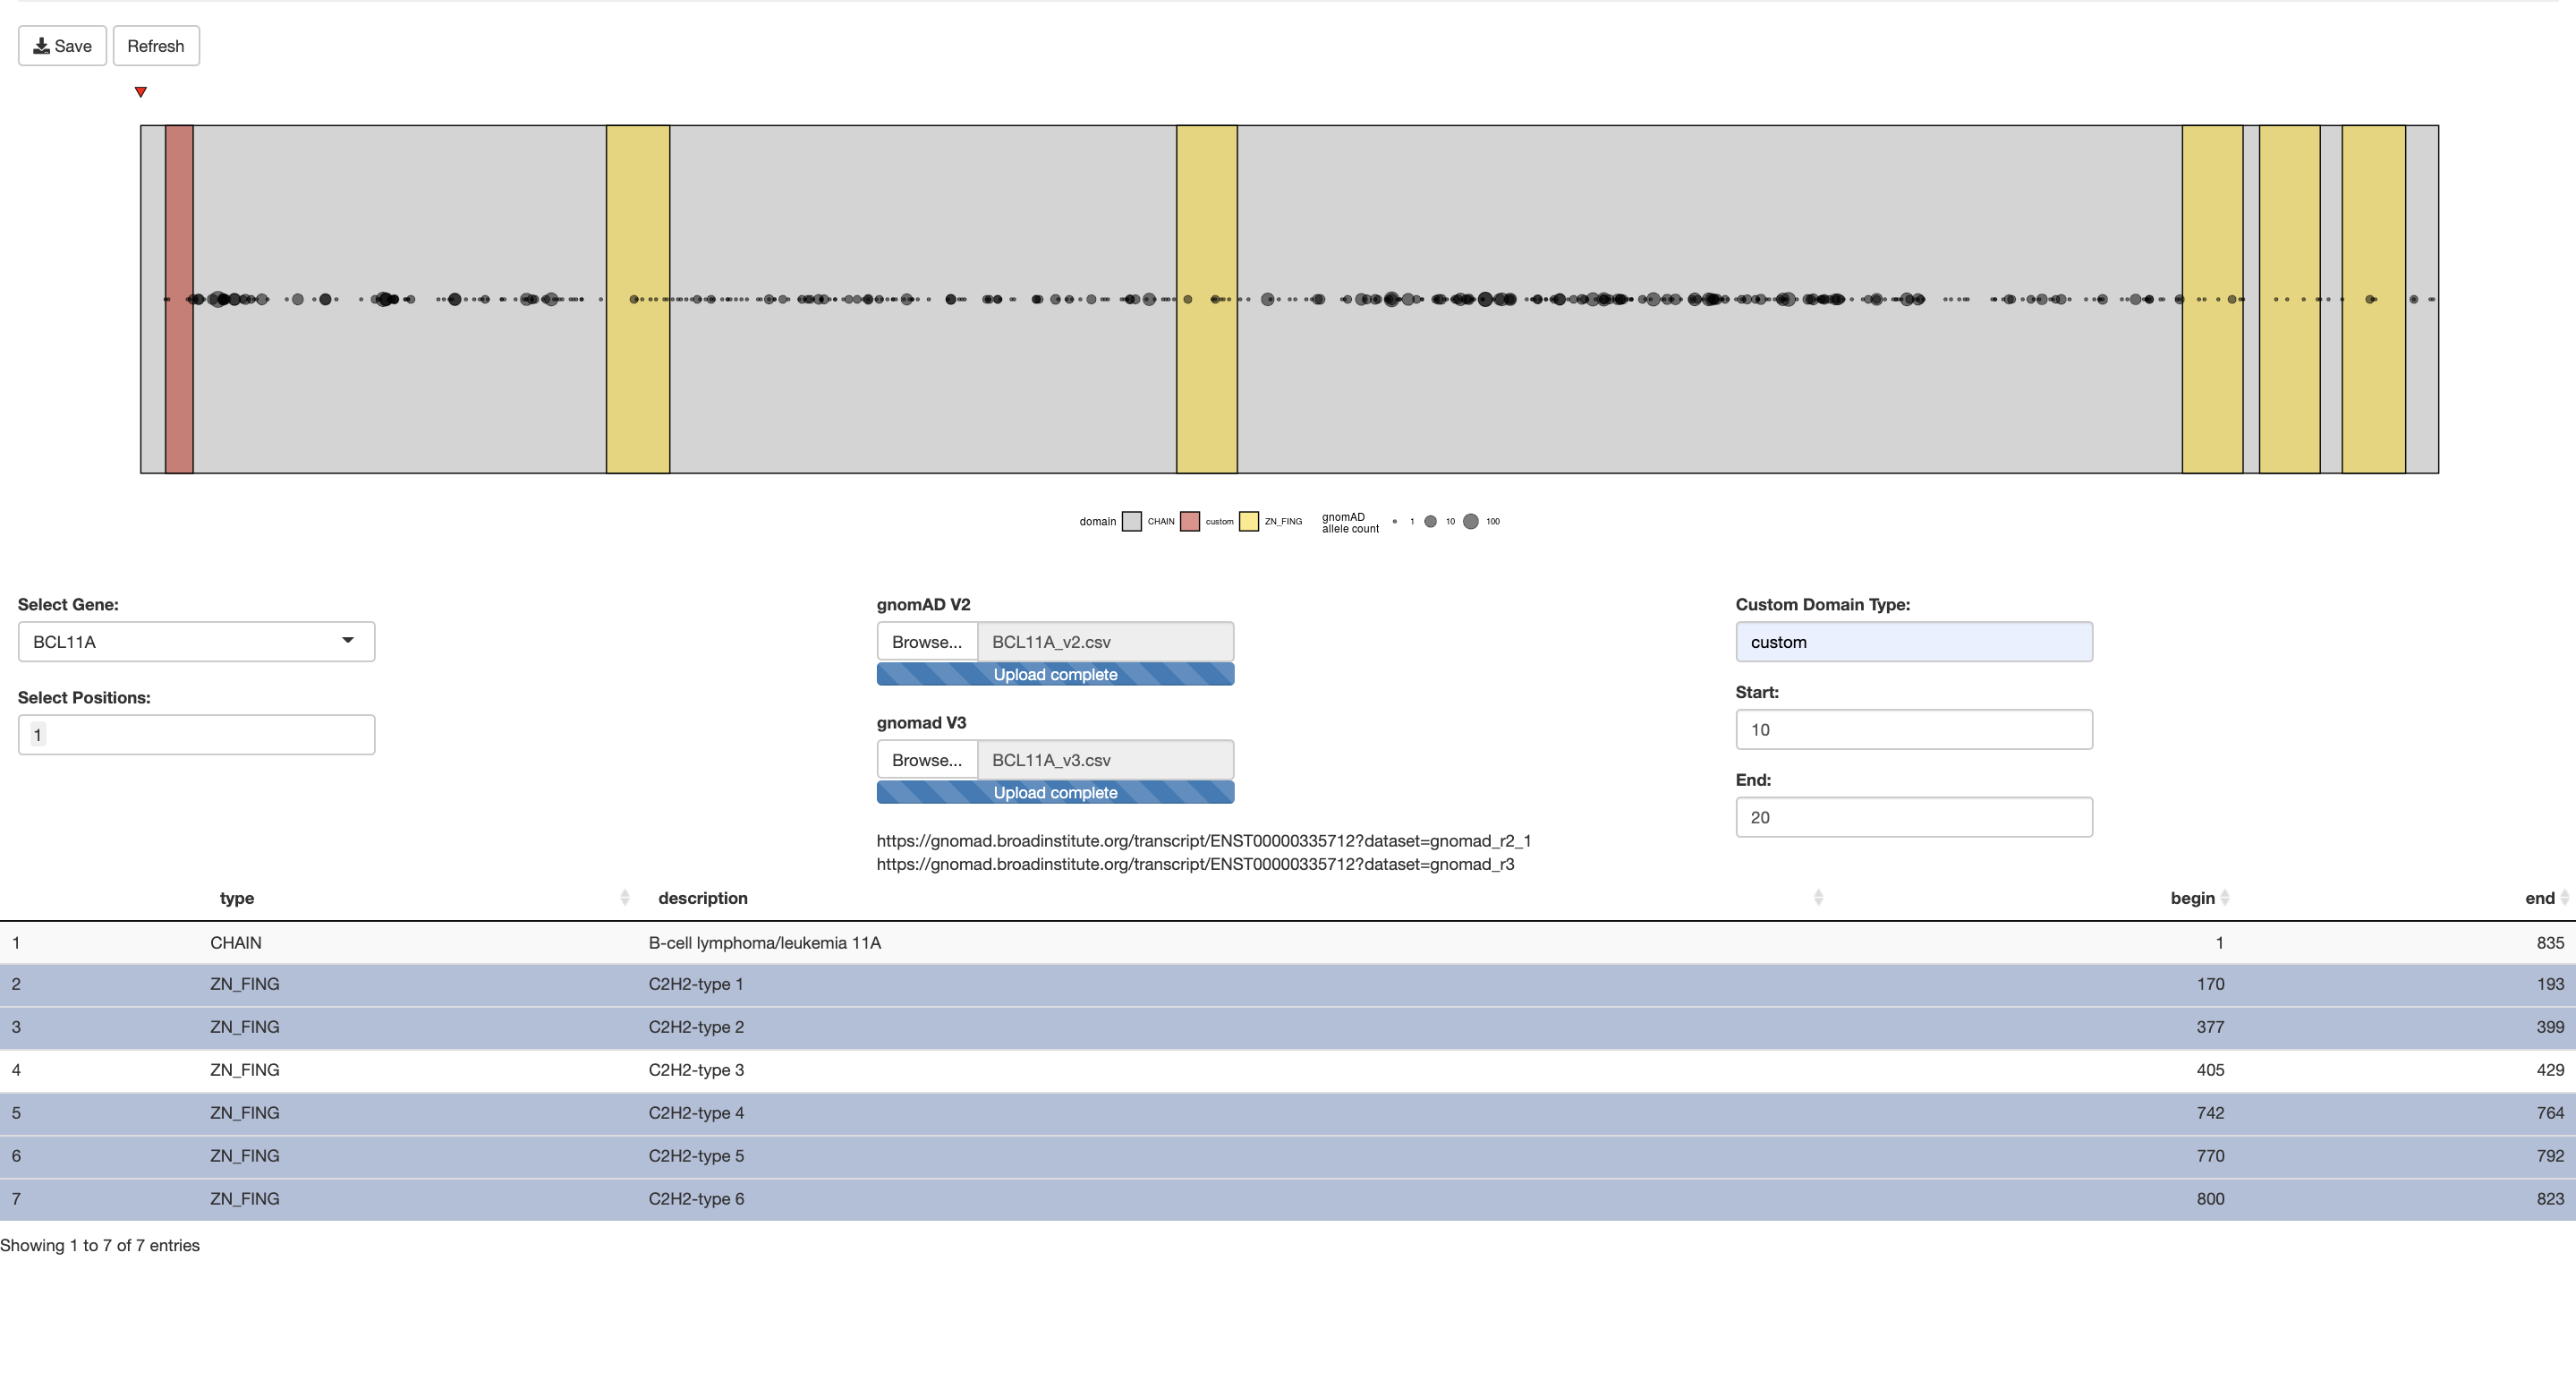 Save Refresh
domain CHAIN custom ZN_FING gnomAD allele count 1 10 100
Select Gene:
BCL11A
Select Positions:
1
gnomAD V2
Browse... BCL11A_v2.csv
Upload complete
gnomad V3
Browse... BCL11A_v3.csv
Upload complete
https://gnomad.broadinstitute.org/transcript/ENST00000335712?dataset=gnomad_r2_1
https://gnomad.broadinstitute.org/transcript/ENST00000335712?dataset=gnomad_r3
Custom Domain Type:
custom
Start:
10
End:
20
type description begin end
1 CHAIN B-cell lymphoma/leukemia 11A 1 835
2 ZN_FING C2H2-type 1 170 193
3 ZN_FING C2H2-type 2 377 399
4 ZN_FING C2H2-type 3 405 429
5 ZN_FING C2H2-type 4 742 764
6 ZN_FING C2H2-type 5 770 792
7 ZN_FING C2H2-type 6 800 823
Showing 1 to 7 of 7 entries